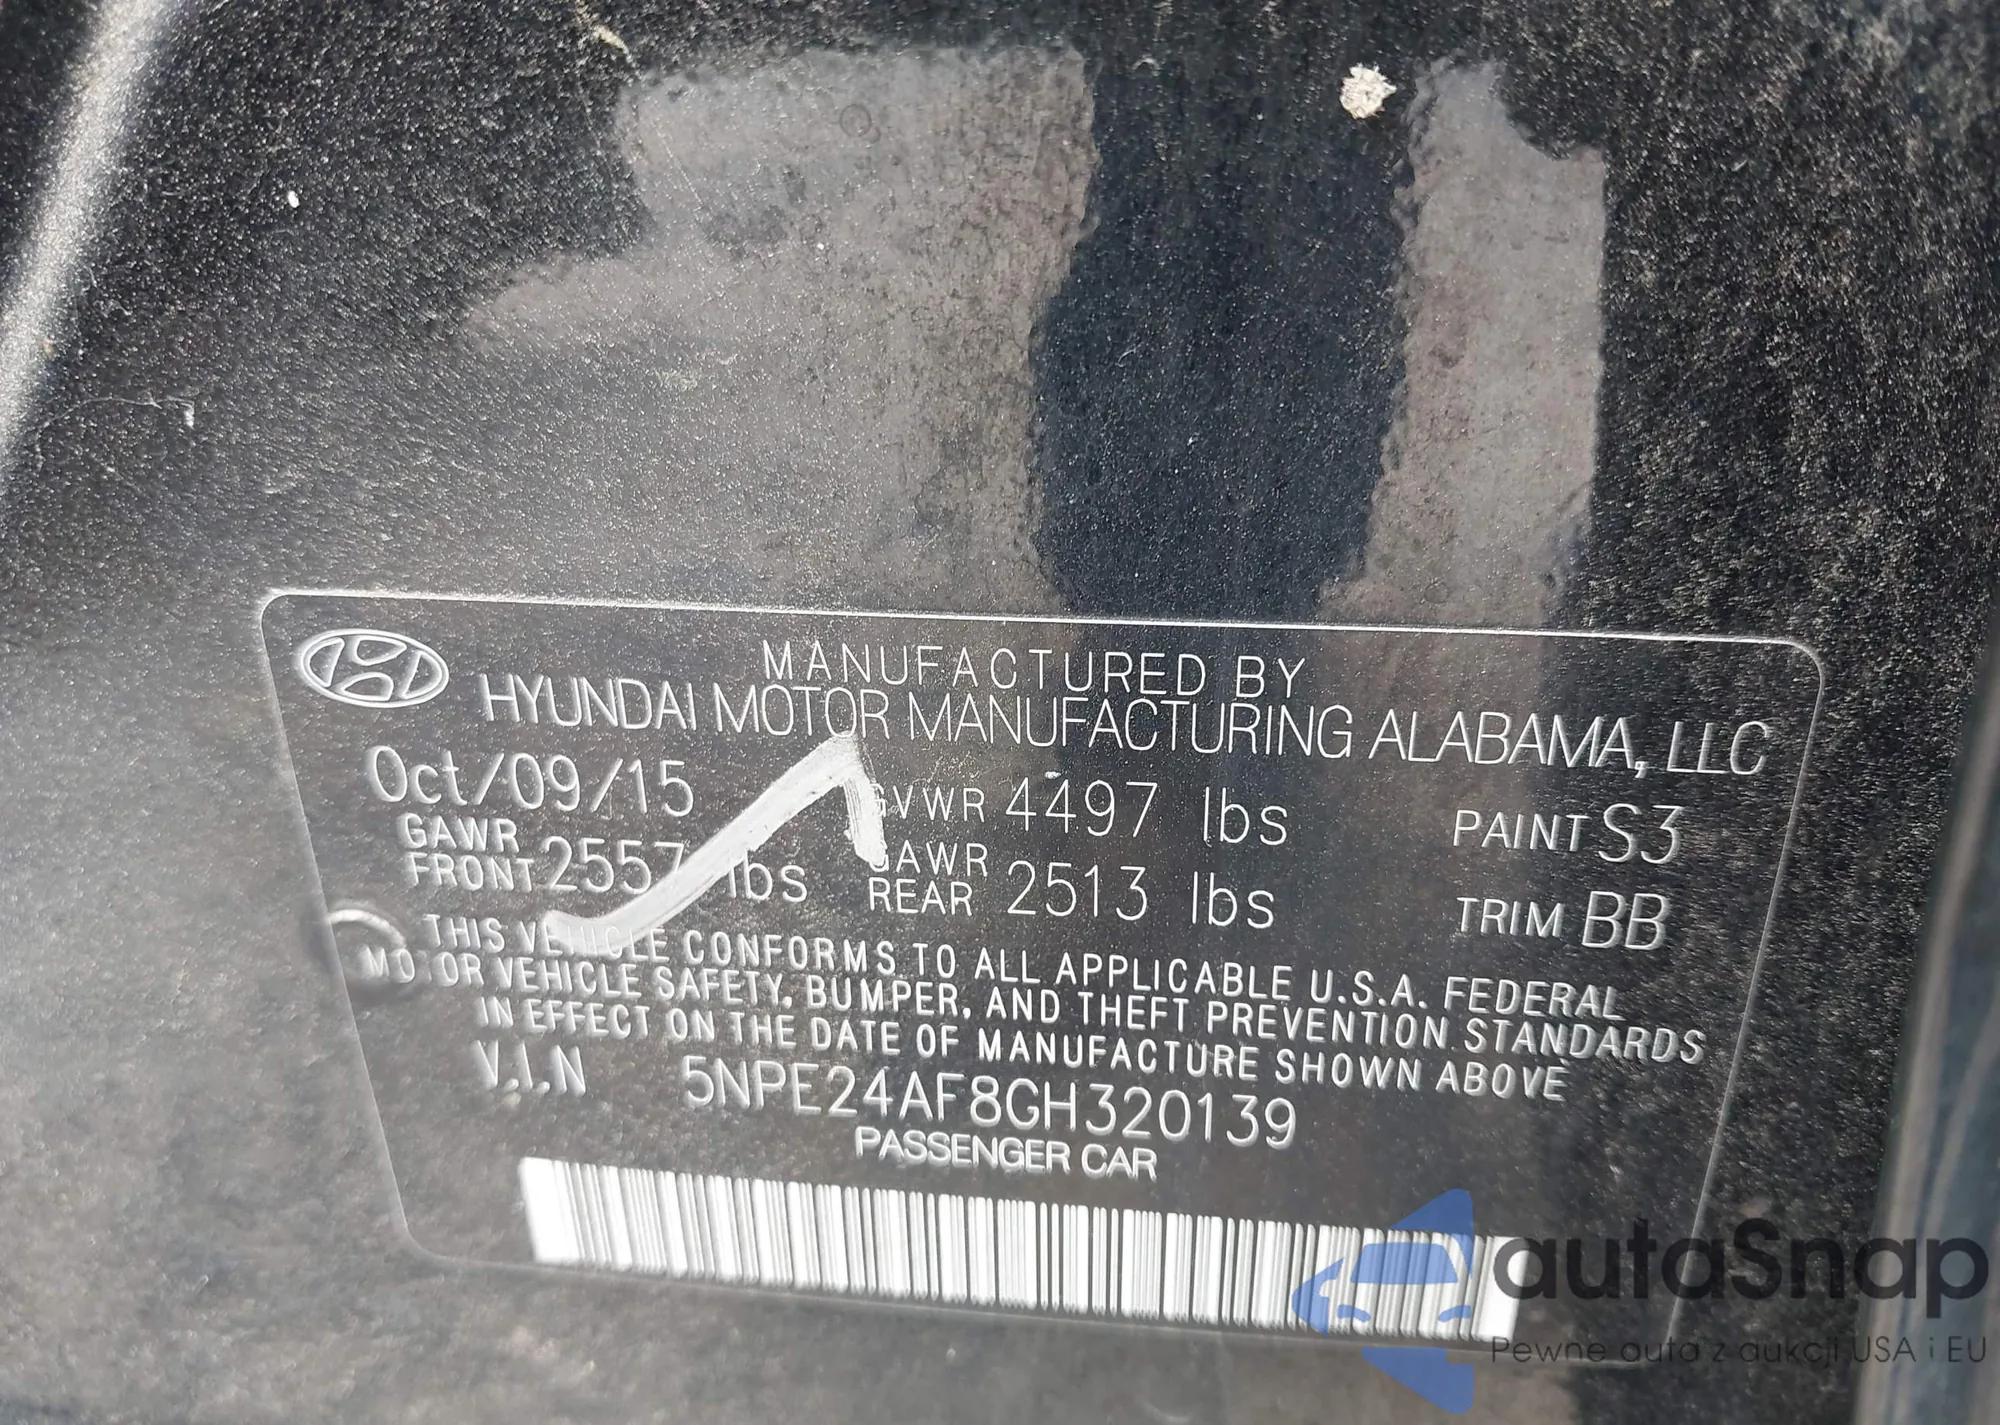 MANUFACTURED BY
HYUNDAI MOTOR MANUFACTURING ALABAMA, LLC
Oct/09/15 GVWR 4497 lbs PAINT S3
GAWR FRONT 2557 lbs GAWR REAR 2513 lbs TRIM BB
THIS VEHICLE CONFORMS TO ALL APPLICABLE U.S.A. FEDERAL
MOTOR VEHICLE SAFETY, BUMPER, AND THEFT PREVENTION STANDARDS
IN EFFECT ON THE DATE OF MANUFACTURE SHOWN ABOVE
V.I.N 5NPE24AF8GH320139
PASSENGER CAR
autaSnap
Pewne auta z aukcji USA i EU